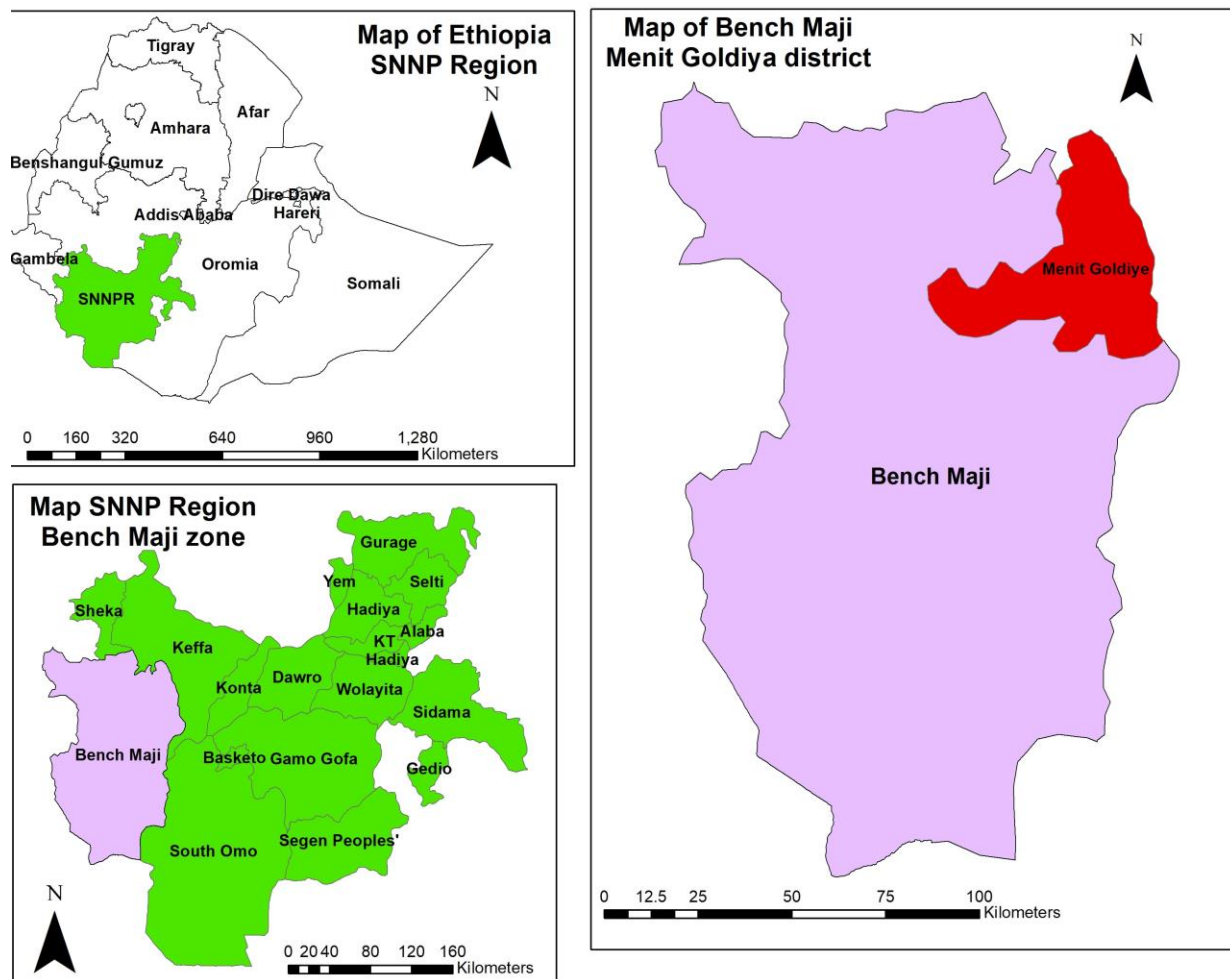 Map of Ethiopia
SNNP Region
N
Tigray
Afar
Amhara
Benshangul Gumuz
Dire Dawa
Addis Ababa
Hareri
Gambela
Oromia
Somali
SNNPR
0 160 320 640 960 1,280
Kilometers
Map SNNP Region
Bench Maji zone
Gurage
Yem
Selti
Sheka
Hadiya
Alaba
KT
Keffa
Hadiya
Dawro
Konta
Wolayita
Sidama
Bench Maji
Basketo
Gamo Gofa
Gedio
Segen Peoples'
South Omo
N
0 20 40 80 120 160
Kilometers
Map of Bench Maji
Menit Goldiya district
N
Menit Goldiye
Bench Maji
0 12.5 25 50 75 100
Kilometers